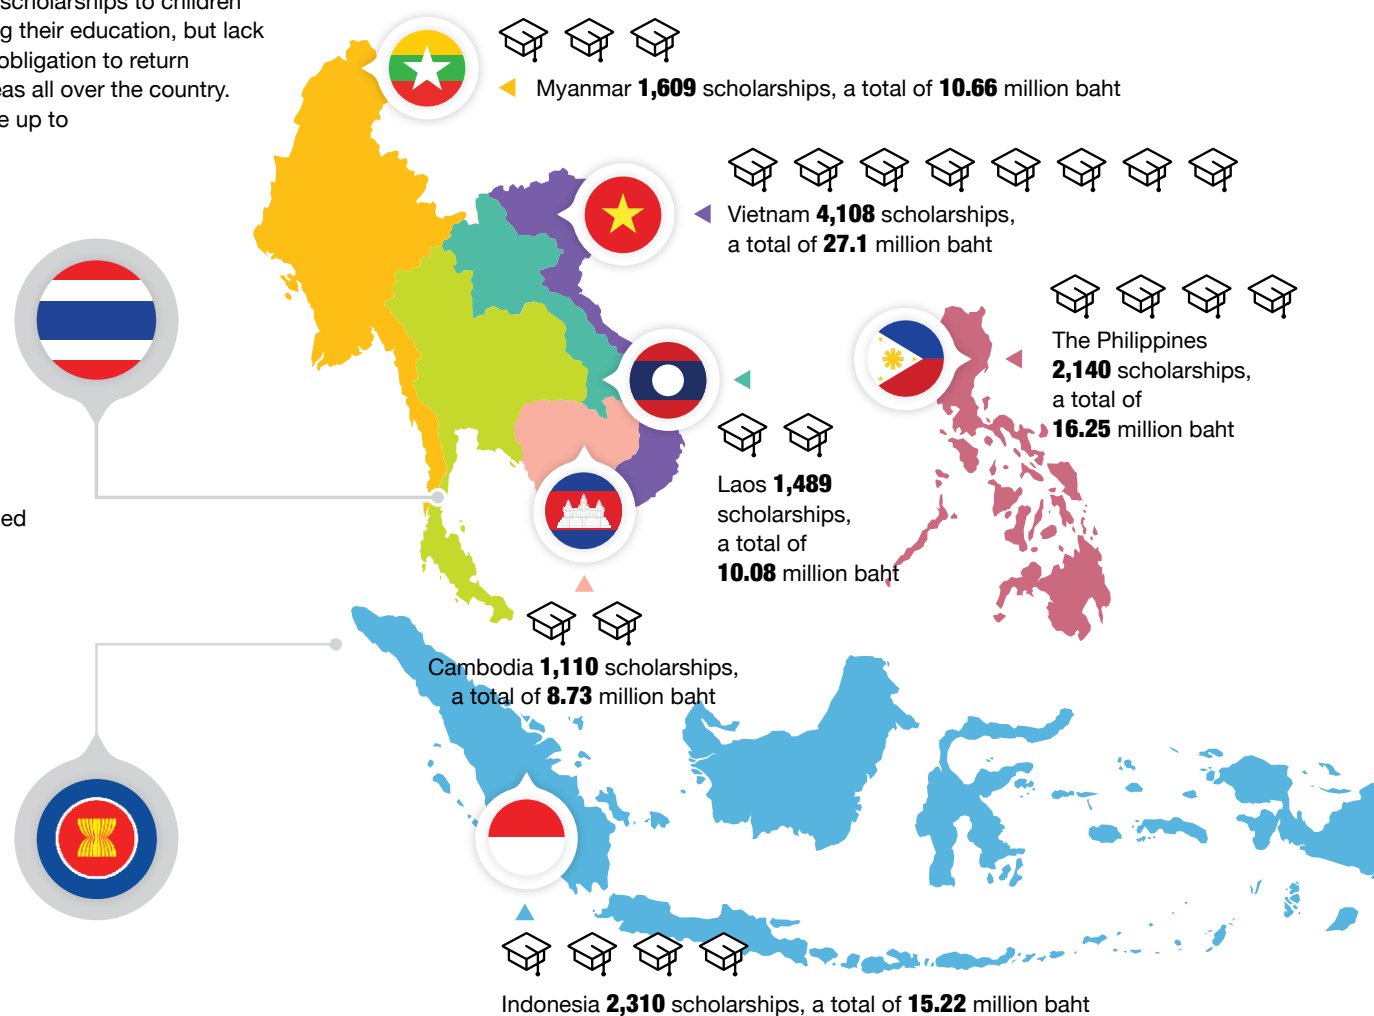 scholarships to children
their education, but lack
obligation to return
all over the country.
up to
Myanmar 1,609 scholarships, a total of 10.66 million baht
Vietnam 4,108 scholarships,
a total of 27.1 million baht
The Philippines
2,140 scholarships,
a total of
16.25 million baht
Laos 1,489
scholarships,
a total of
10.08 million baht
Cambodia 1,110 scholarships,
a total of 8.73 million baht
Indonesia 2,310 scholarships, a total of 15.22 million baht